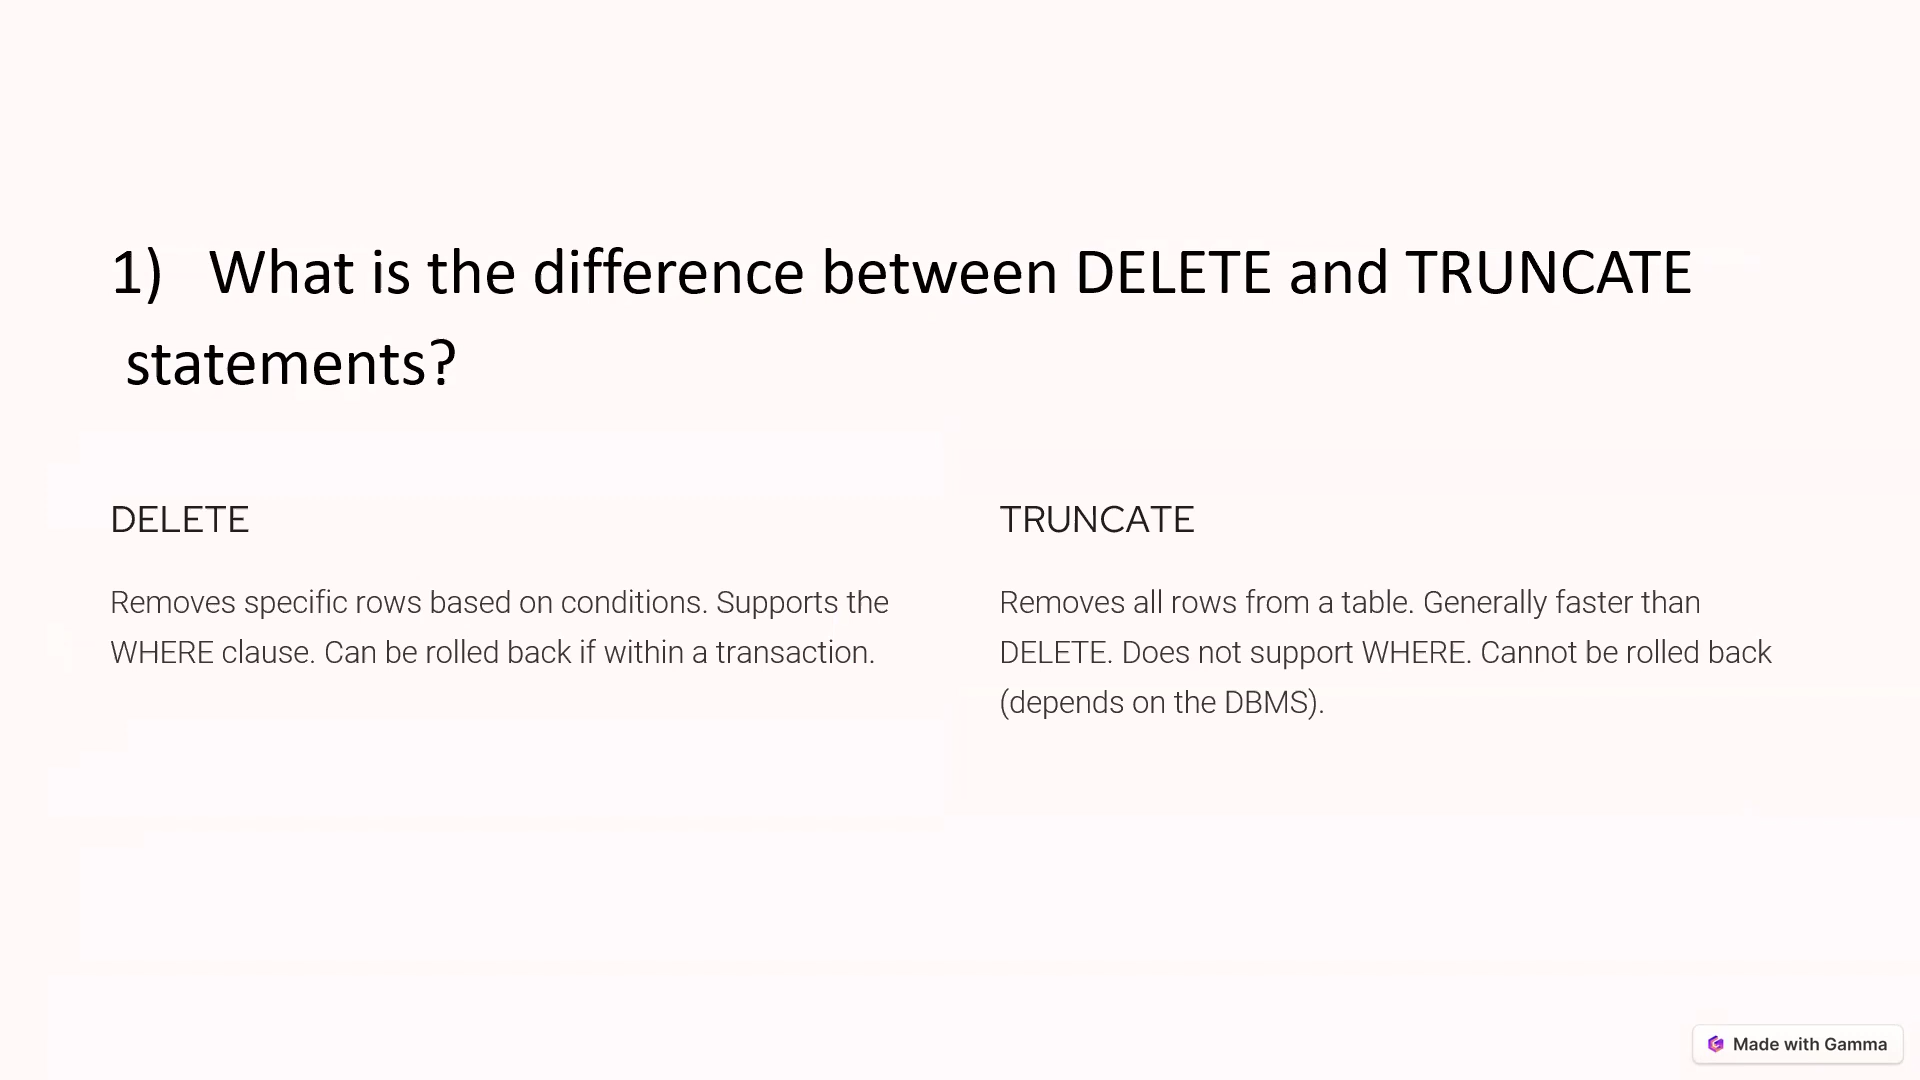 1)   What is the difference between DELETE and TRUNCATE
statements?
DELETE
Removes specific rows based on conditions. Supports the
WHERE clause. Can be rolled back if within a transaction.
TRUNCATE
Removes all rows from a table. Generally faster than
DELETE. Does not support WHERE. Cannot be rolled back
(depends on the DBMS).
Made with Gamma